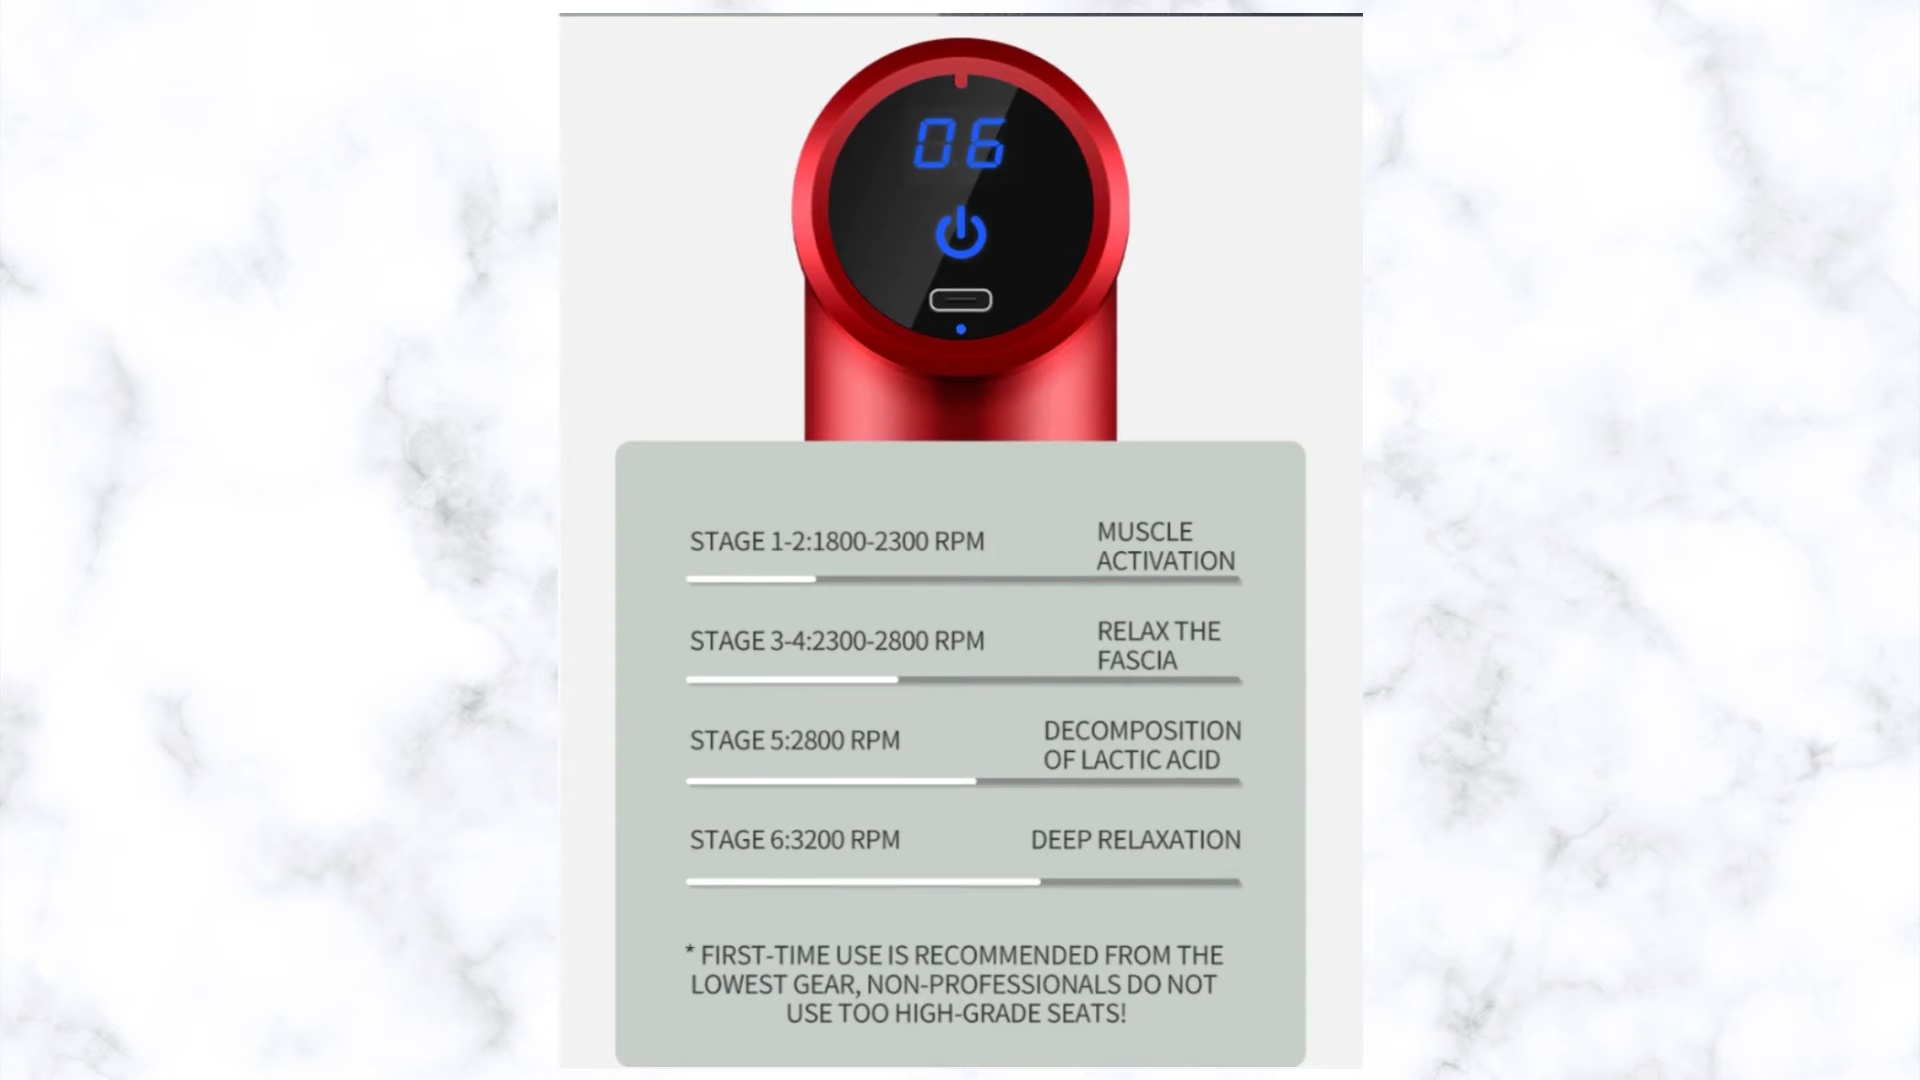 06
STAGE 1-2:1800-2300 RPM
MUSCLE
ACTIVATION
STAGE 3-4:2300-2800 RPM
RELAX THE
FASCIA
STAGE 5:2800 RPM
DECOMPOSITION
OF LACTIC ACID
STAGE 6:3200 RPM
DEEP RELAXATION
* FIRST-TIME USE IS RECOMMENDED FROM THE
LOWEST GEAR, NON-PROFESSIONALS DO NOT
USE TOO HIGH-GRADE SEATS!